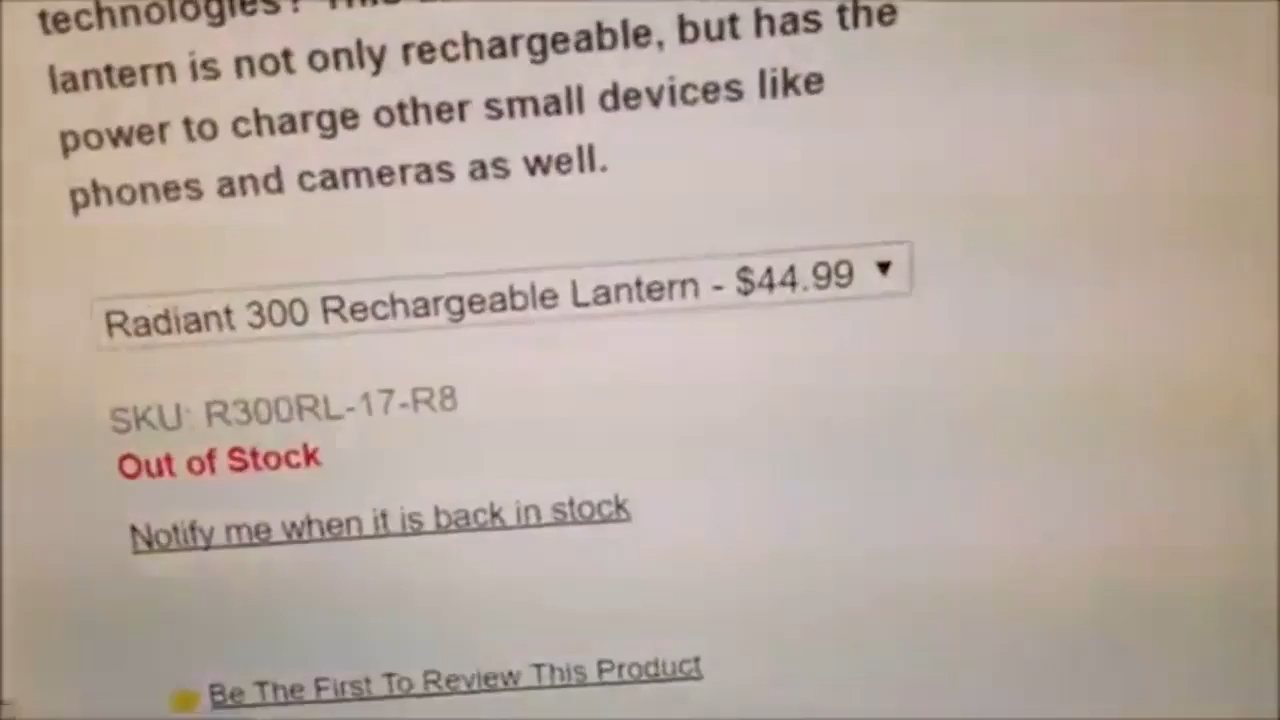 technologies?
lantern is not only rechargeable, but has the
power to charge other small devices like
phones and cameras as well.
Radiant 300 Rechargeable Lantern - $44.99
SKU: R300RL-17-R8
Out of Stock
Notify me when it is back in stock
Be The First To Review This Product